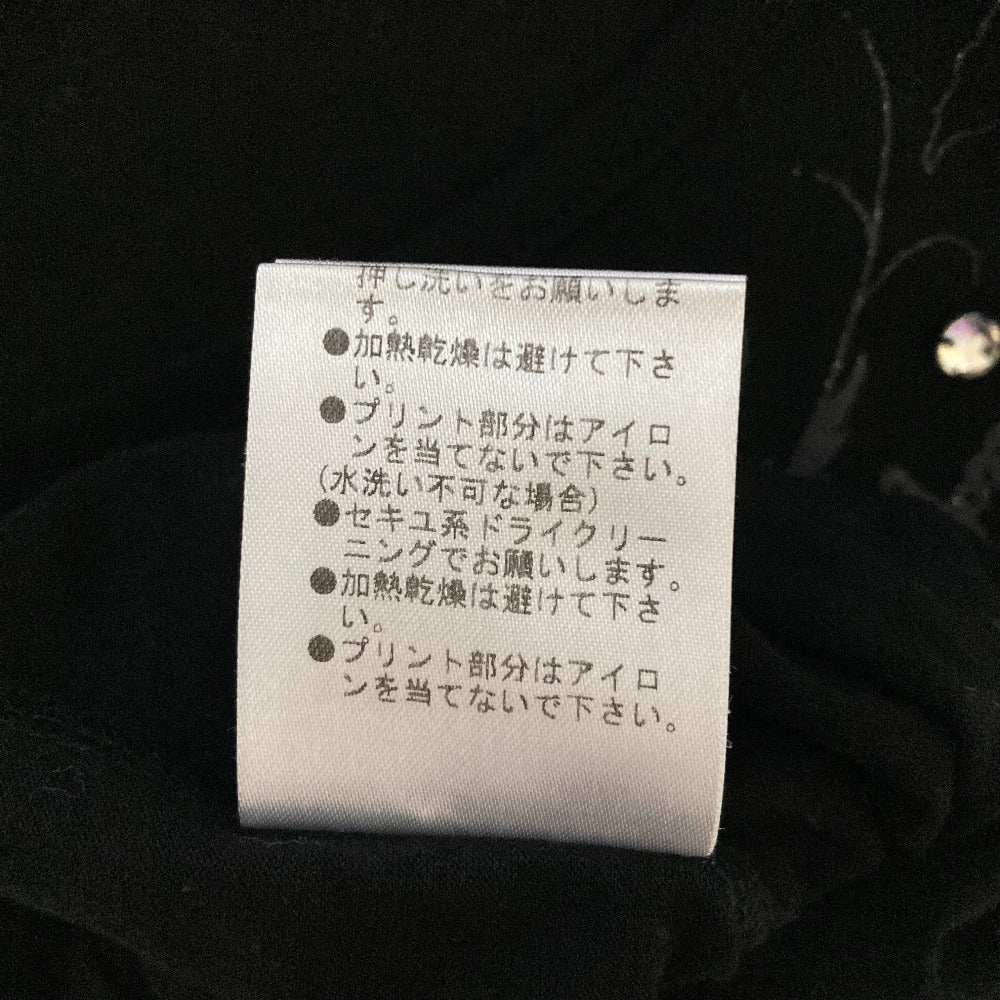 押し洗いをお願いしま
す。
●加熱乾燥は避けて下さ
い。
●プリント部分はアイロ
ンを当てないで下さい。
(水洗い不可な場合)
●セキユ系ドライクリー
ニングでお願いします。
●加熱乾燥は避けて下さ
い。
●プリント部分はアイロ
ンを当てないで下さい。